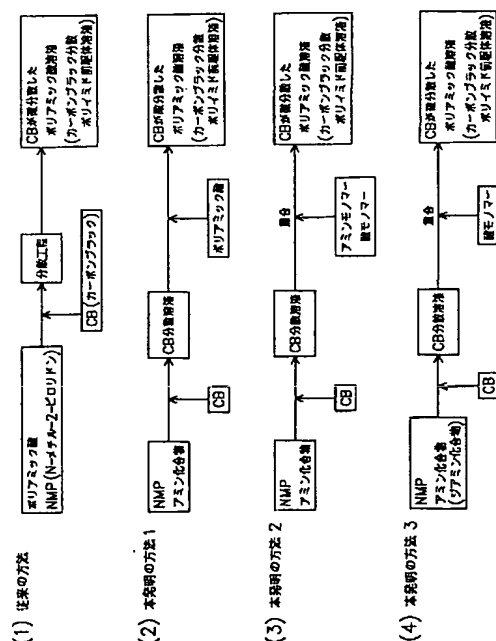 (1) 従来の方法
ポリアミック酸
NMP(N-メチル-2-ピロリドン)
CB(カーボンブラック)
分散工程
CBが微分散した
ポリアミック酸溶液
(カーボンブラック分散
ポリイミド前駆体溶液)
(2) 本発明の方法1
NMP
アミン化合物
CB
CB分散溶液
ポリアミック酸
CBが微分散した
ポリアミック酸溶液
(カーボンブラック分散
ポリイミド前駆体溶液)
(3) 本発明の方法2
NMP
アミン化合物
CB
CB分散溶液
アミンモノマー
酸モノマー
重合
CBが微分散した
ポリアミック酸溶液
(カーボンブラック分散
ポリイミド前駆体溶液)
(4) 本発明の方法3
NMP
アミン化合物
(ジアミン化合物)
CB
CB分散溶液
酸モノマー
重合
CBが微分散した
ポリアミック酸溶液
(カーボンブラック分散
ポリイミド前駆体溶液)